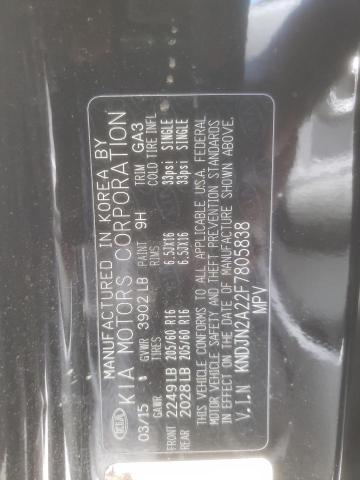 MANUFACTURED IN KOREA BY
KIA MOTORS CORPORATION
03/15 GVWR 3902 LB PAINT 9H TRIM GA3
GAWR TIRES RIMS COLD TIRE INFL
FRONT 2249LB 205/60 R16 6.5JX16 33psi SINGLE
REAR 2028LB 205/60 R16 6.5JX16 33psi SINGLE
THIS VEHICLE CONFORMS TO ALL APPLICABLE U.S.A FEDERAL
MOTOR VEHICLE SAFETY AND THEFT PREVENTION STANDARDS
IN EFFECT ON THE DATE OF MANUFACTURE SHOWN ABOVE.
V.I.N KNDJN2A22F7805838
MPV
KIA